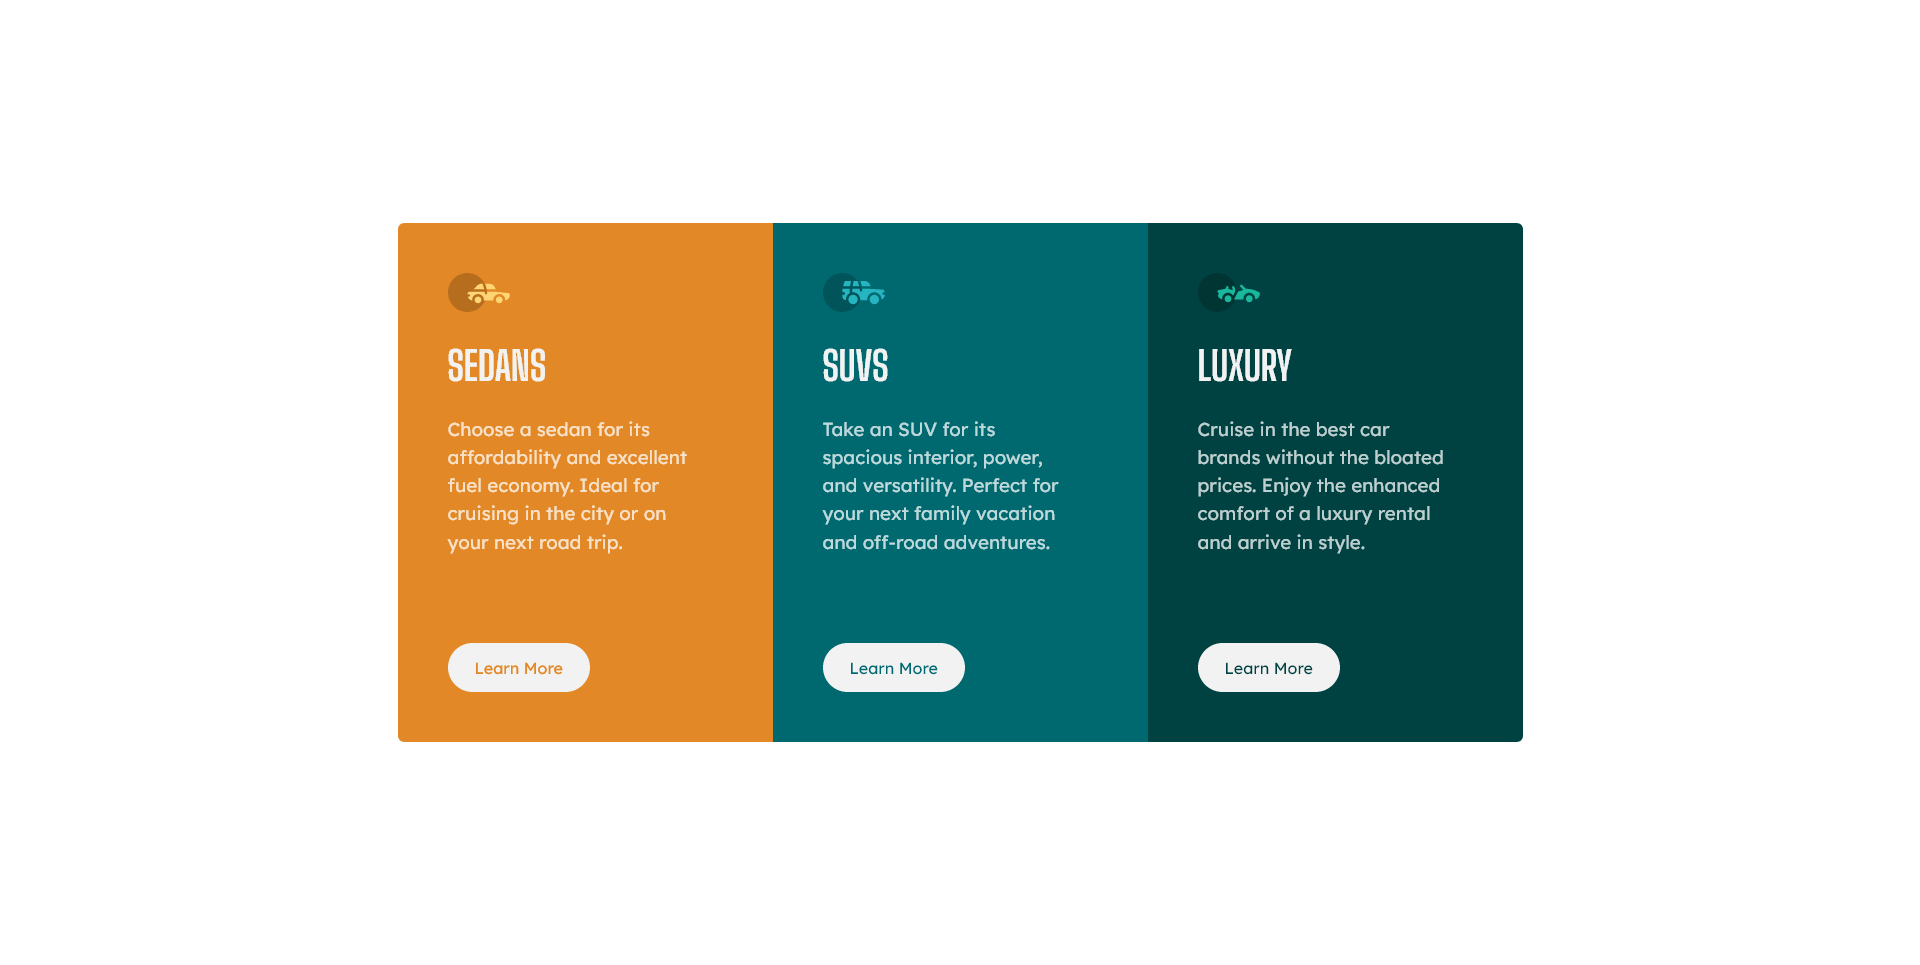 SEDANS
Choose a sedan for its
affordability and excellent
fuel economy. Ideal for
cruising in the city or on
your next road trip.
Learn More
SUVS
Take an SUV for its
spacious interior, power,
and versatility. Perfect for
your next family vacation
and off-road adventures.
Learn More
LUXURY
Cruise in the best car
brands without the bloated
prices. Enjoy the enhanced
comfort of a luxury rental
and arrive in style.
Learn More